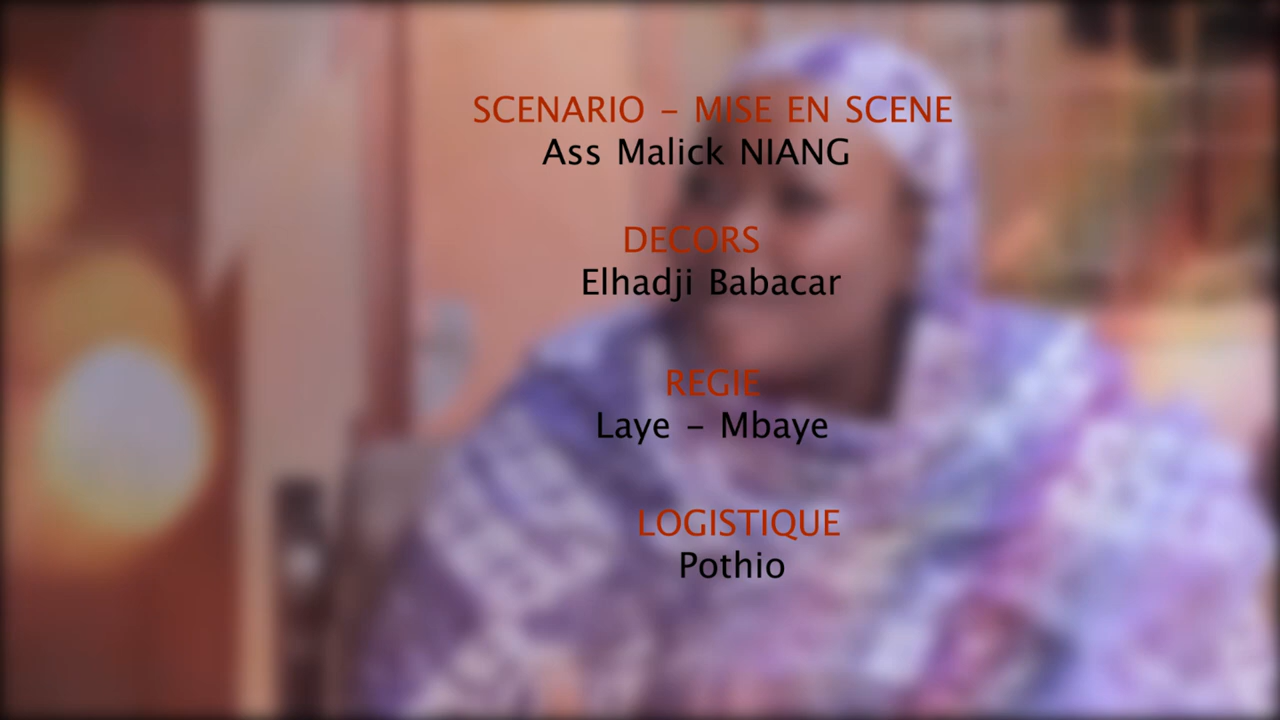 SCENARIO – MISE EN SCENE
Ass Malick NIANG
DECORS
Elhadji Babacar
REGIE
Laye – Mbaye
LOGISTIQUE
Pothio